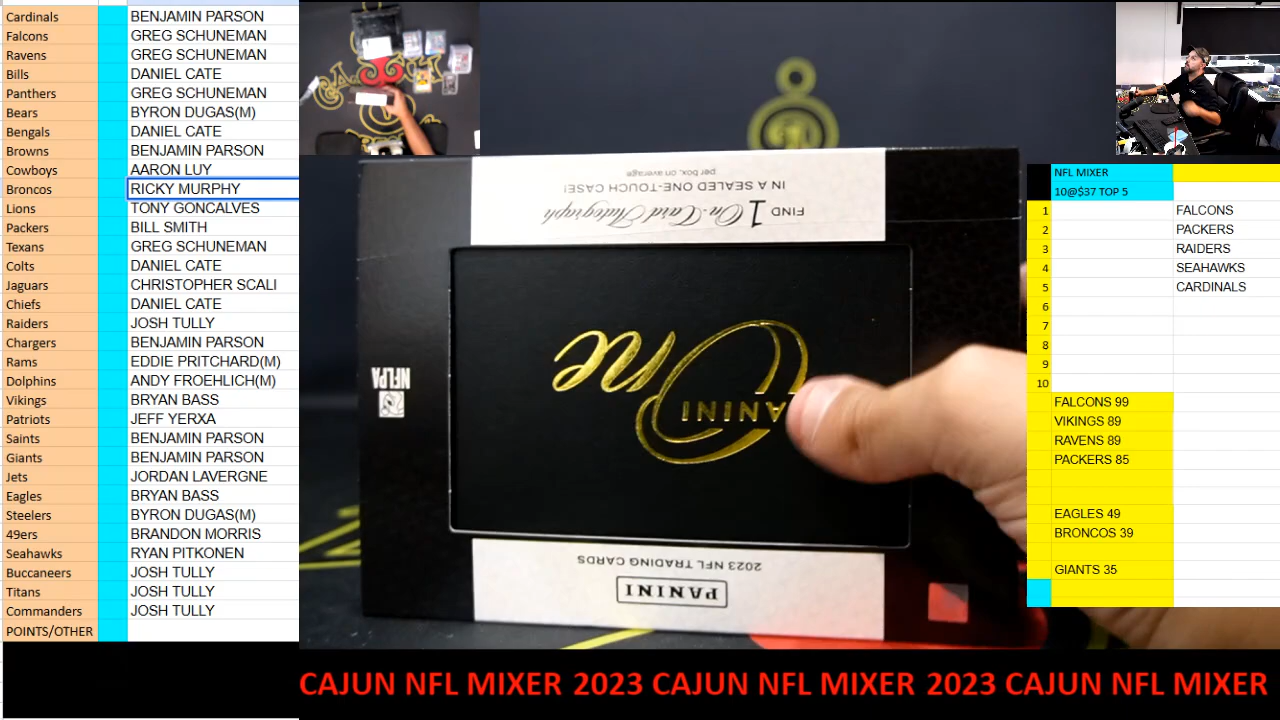 Cardinals BENJAMIN PARSON
Falcons GREG SCHUNEMAN
Ravens GREG SCHUNEMAN
Bills DANIEL CATE
Panthers GREG SCHUNEMAN
Bears BYRON DUGAS(M)
Bengals DANIEL CATE
Browns BENJAMIN PARSON
Cowboys AARON LUY
Broncos RICKY MURPHY
Lions TONY GONCALVES
Packers BILL SMITH
Texans GREG SCHUNEMAN
Colts DANIEL CATE
Jaguars CHRISTOPHER SCALI
Chiefs DANIEL CATE
Raiders JOSH TULLY
Chargers BENJAMIN PARSON
Rams EDDIE PRITCHARD(M)
Dolphins ANDY FROEHLICH(M)
Vikings BRYAN BASS
Patriots JEFF YERXA
Saints BENJAMIN PARSON
Giants BENJAMIN PARSON
Jets JORDAN LAVERGNE
Eagles BRYAN BASS
Steelers BYRON DUGAS(M)
49ers BRANDON MORRIS
Seahawks RYAN PITKONEN
Buccaneers JOSH TULLY
Titans JOSH TULLY
Commanders JOSH TULLY
POINTS/OTHER
PANINI
2023 NFL TRADING CARDS
PANINI
One
NFLPA
FIND 1 On-Card Autograph
IN A SEALED ONE-TOUCH CASE!
per box, on average
NFL MIXER
10@$37 TOP 5
1 FALCONS
2 PACKERS
3 RAIDERS
4 SEAHAWKS
5 CARDINALS
6
7
8
9
10
FALCONS 99
VIKINGS 89
RAVENS 89
PACKERS 85
EAGLES 49
BRONCOS 39
GIANTS 35
CAJUN NFL MIXER 2023 CAJUN NFL MIXER 2023 CAJUN NFL MIXER